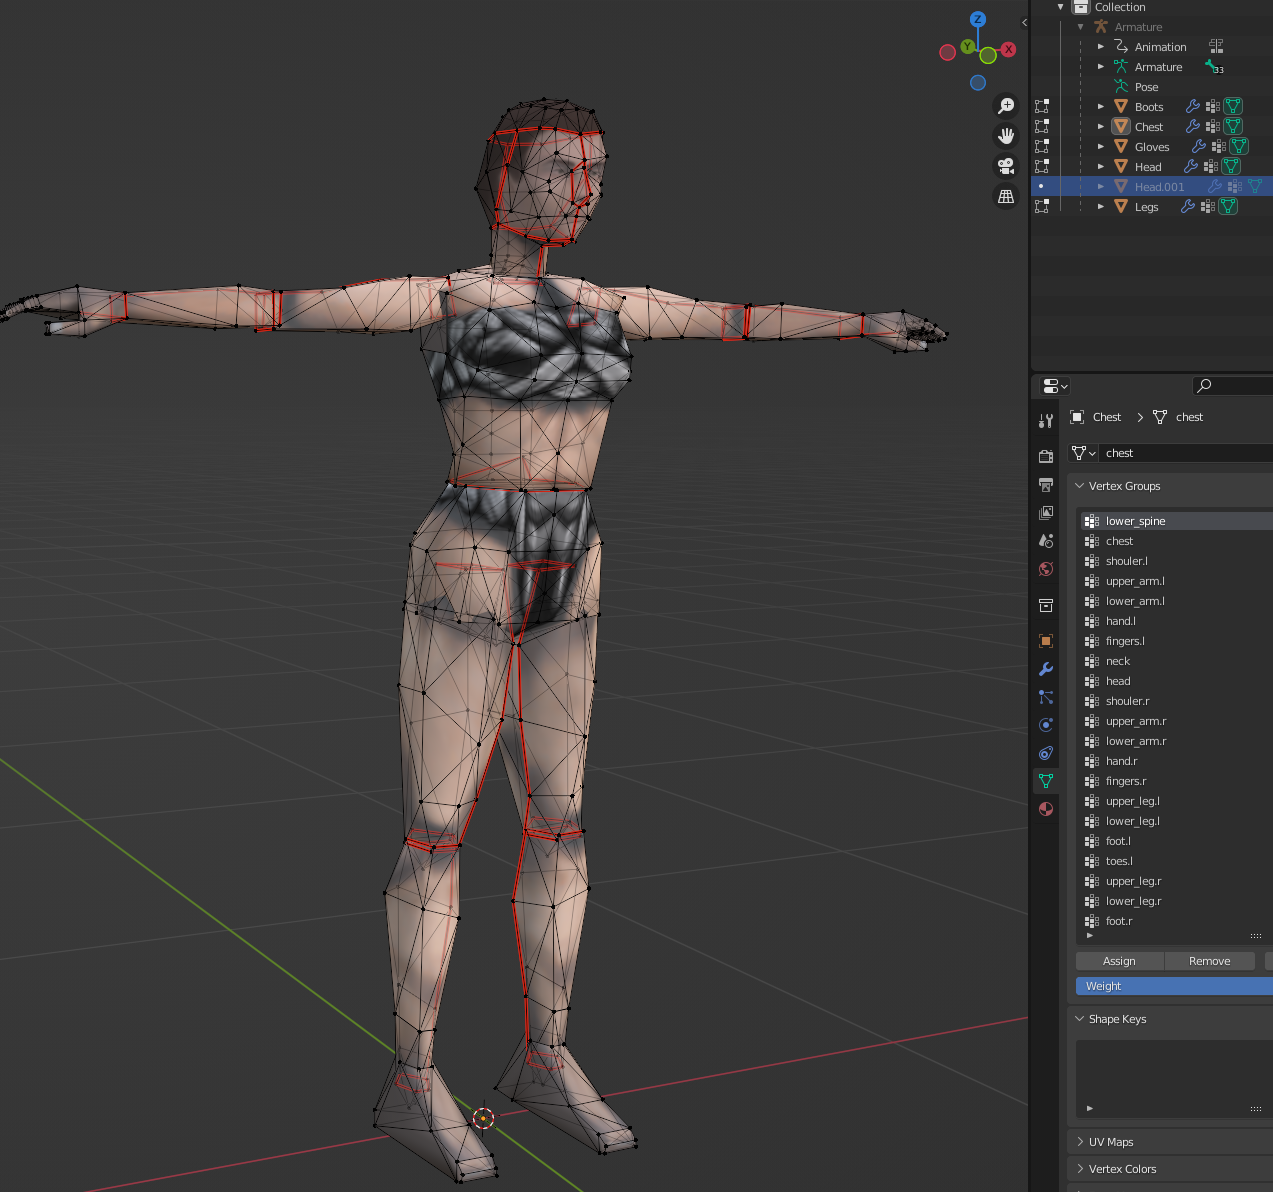 Z
Y
X
Collection
Armature
Animation
Armature
33
Pose
Boots
Chest
Gloves
Head
Head.001
Legs
Chest
chest
chest
Vertex Groups
lower_spine
chest
shouler.l
upper_arm.l
lower_arm.l
hand.l
fingers.l
neck
head
shouler.r
upper_arm.r
lower_arm.r
hand.r
fingers.r
upper_leg.l
lower_leg.l
foot.l
toes.l
upper_leg.r
lower_leg.r
foot.r
Assign Remove
Weight
Shape Keys
UV Maps
Vertex Colors